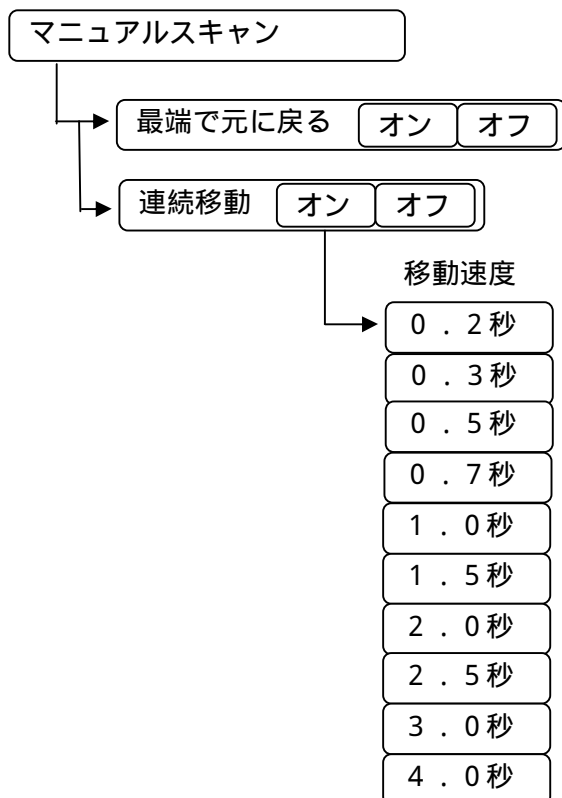 マニュアルスキャン
最端で元に戻る オン オフ
連続移動 オン オフ
移動速度
0.2秒
0.3秒
0.5秒
0.7秒
1.0秒
1.5秒
2.0秒
2.5秒
3.0秒
4.0秒